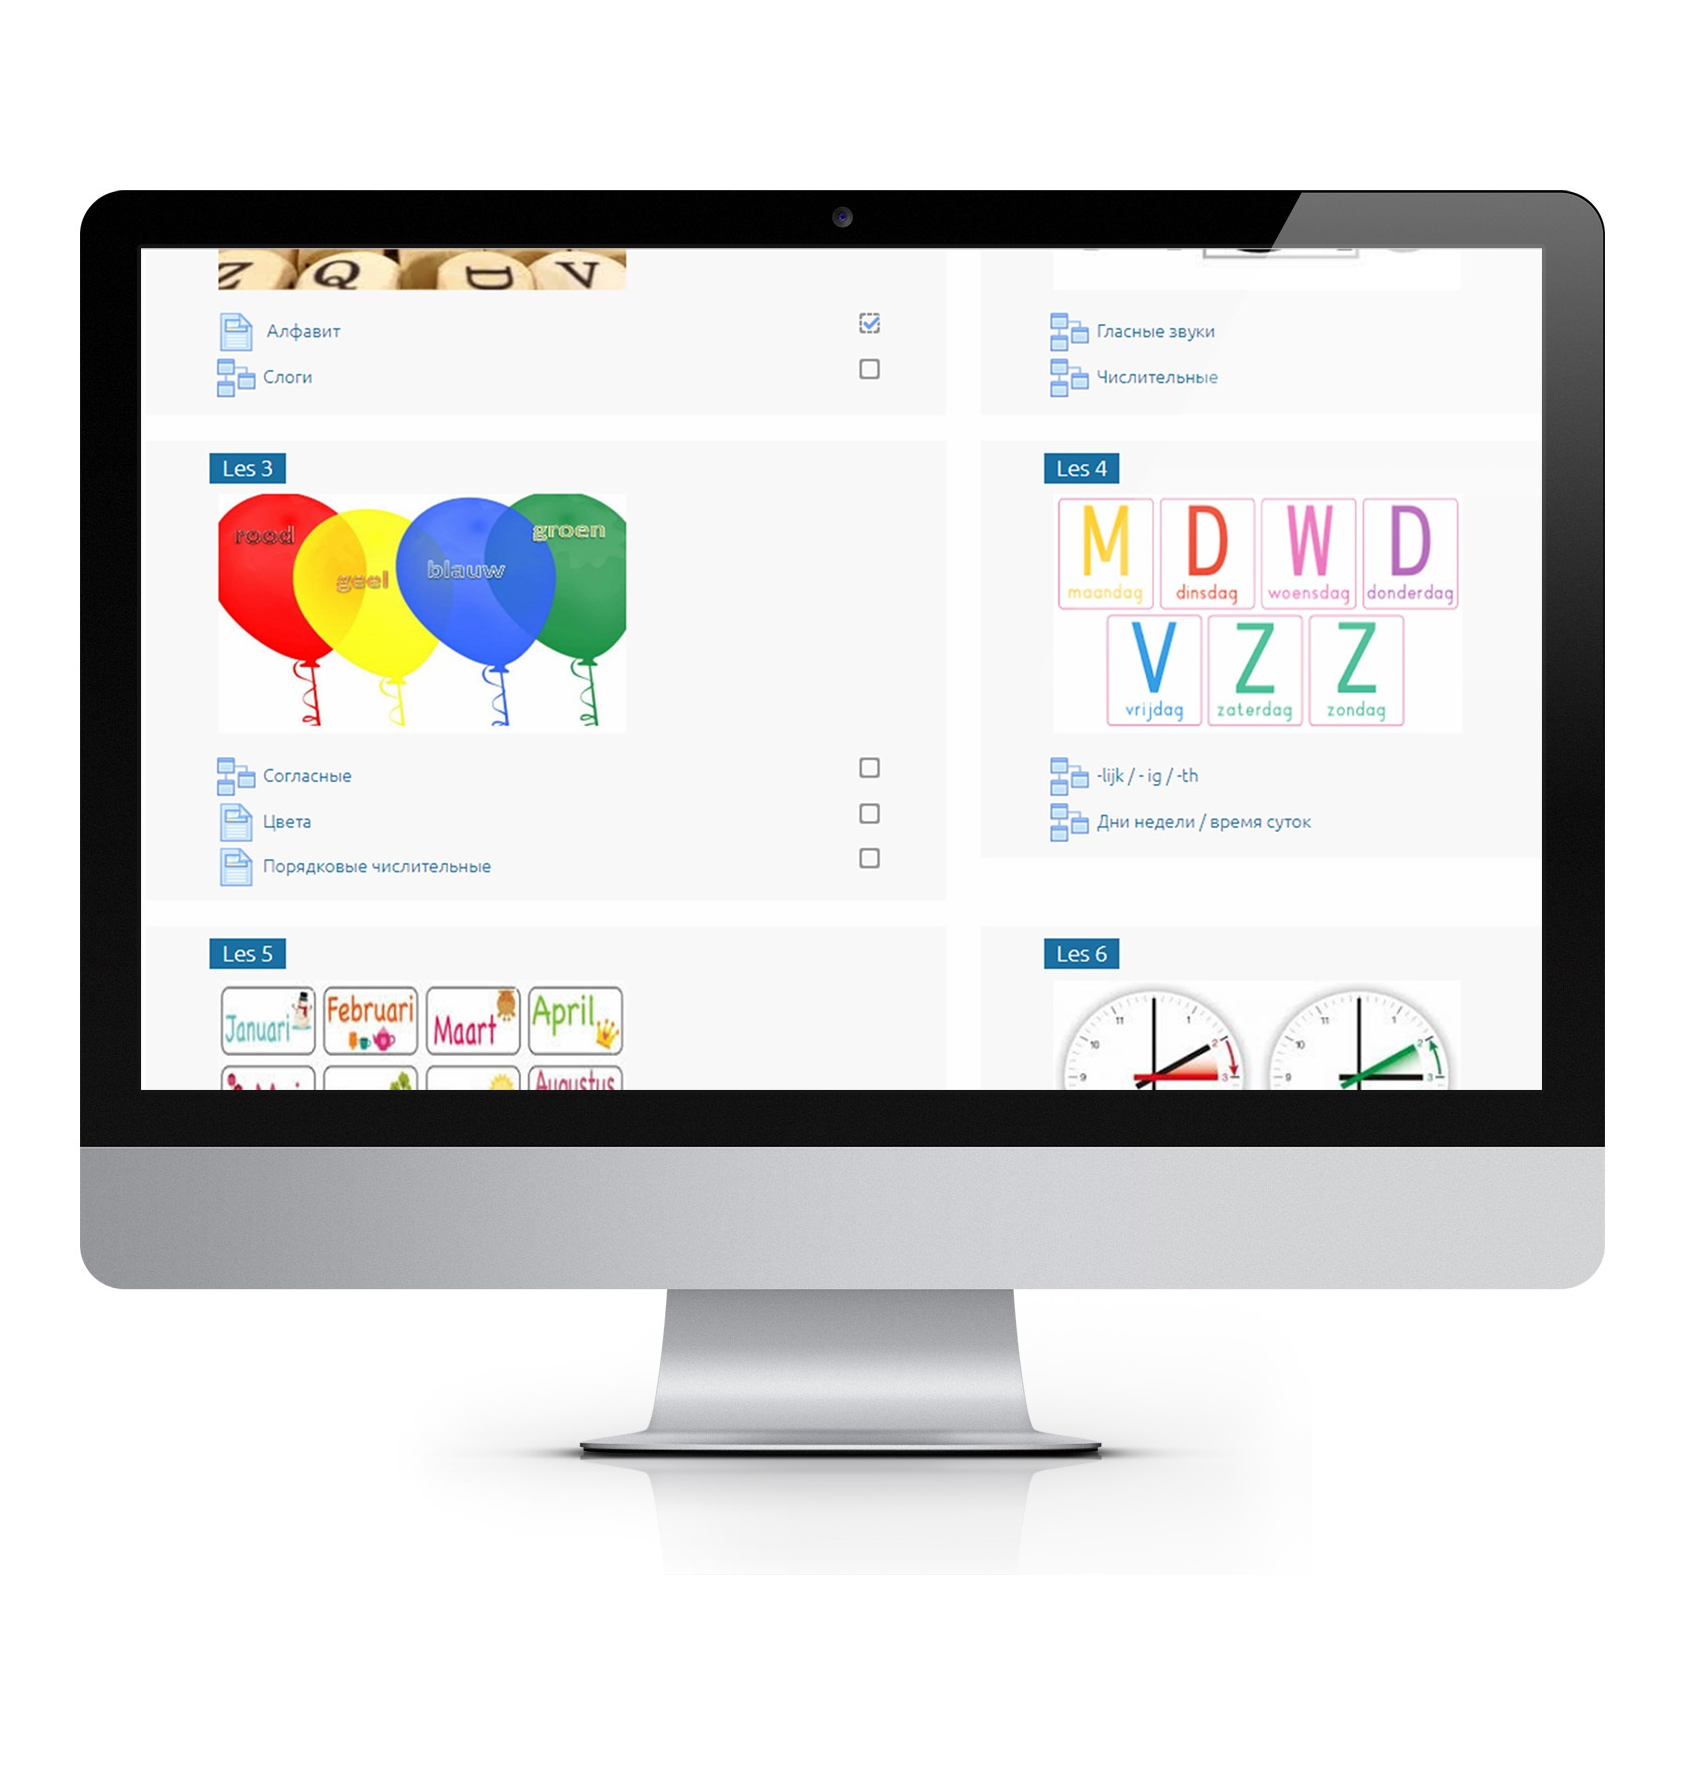 Z Q D V
Алфавит
Слоги
Гласные звуки
Числительные
Les 3
rood
geel
blauw
groen
Согласные
Цвета
Порядковые числительные
Les 4
M D W D
maandag dinsdag woensdag donderdag
V Z Z
vrijdag zaterdag zondag
-lijk / - ig / -th
Дни недели / время суток
Les 5
Januari Februari Maart April
Augustus
Les 6
11 1 11 1
10 2 10 2
9 3 9 3